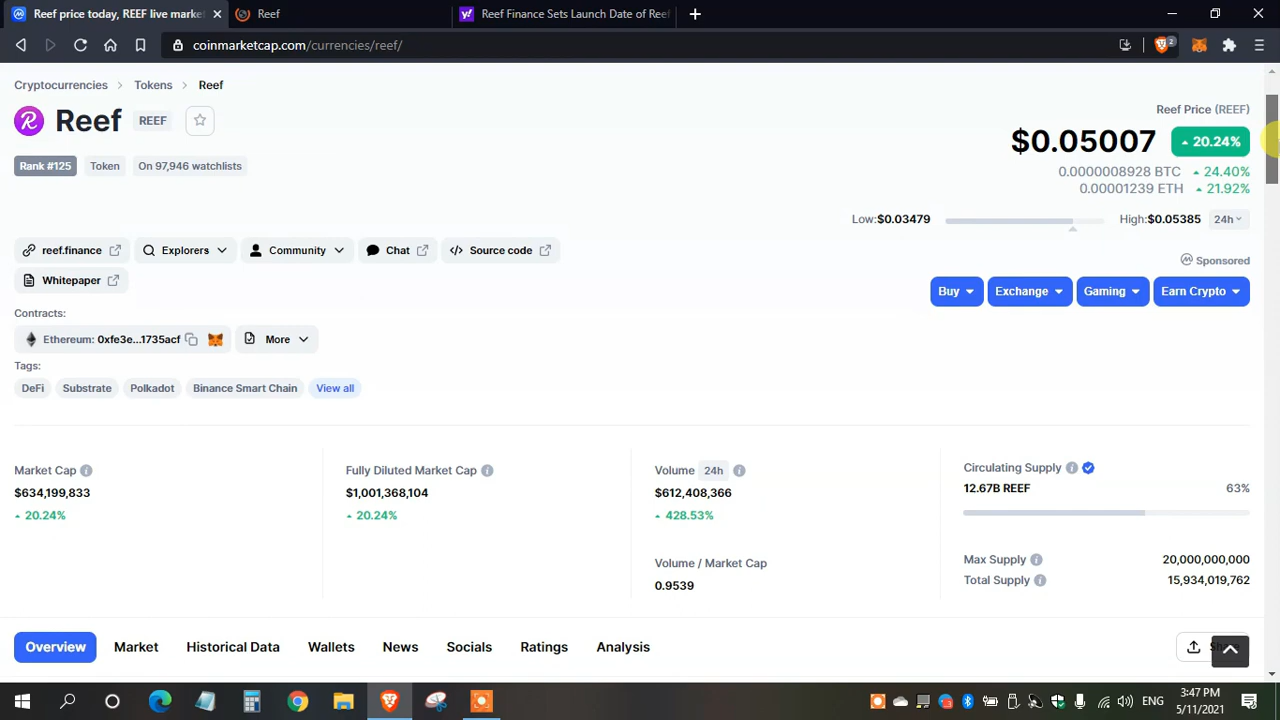 Reef price today, REEF live marke
Reef
Reef Finance Sets Launch Date of Reef
coinmarketcap.com/currencies/reef/
2
Cryptocurrencies > Tokens > Reef
Reef REEF
Rank #125 Token On 97,946 watchlists
Reef Price (REEF)
$0.05007 20.24%
0.0000008928 BTC 24.40%
0.00001239 ETH 21.92%
Low:$0.03479 High:$0.05385 24h
reef.finance Explorers Community Chat Source code
Whitepaper
Sponsored
Buy Exchange Gaming Earn Crypto
Contracts:
Ethereum: 0xfe3e...1735acf More
Tags:
DeFi Substrate Polkadot Binance Smart Chain View all
Market Cap
$634,199,833
20.24%
Fully Diluted Market Cap
$1,001,368,104
20.24%
Volume 24h
$612,408,366
428.53%
Volume / Market Cap
0.9539
Circulating Supply
12.67B REEF 63%
Max Supply 20,000,000,000
Total Supply 15,934,019,762
Overview Market Historical Data Wallets News Socials Ratings Analysis
ENG
3:47 PM
5/11/2021